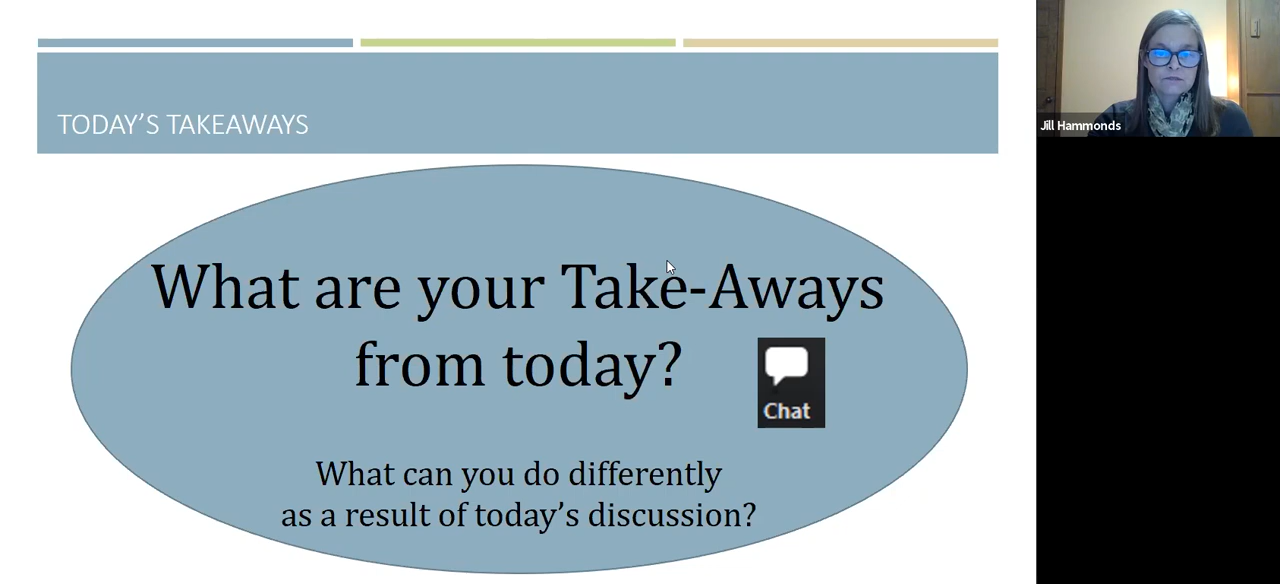 TODAY'S TAKEAWAYS
What are your Take-Aways
from today?
Chat
What can you do differently
as a result of today's discussion?
Jill Hammonds